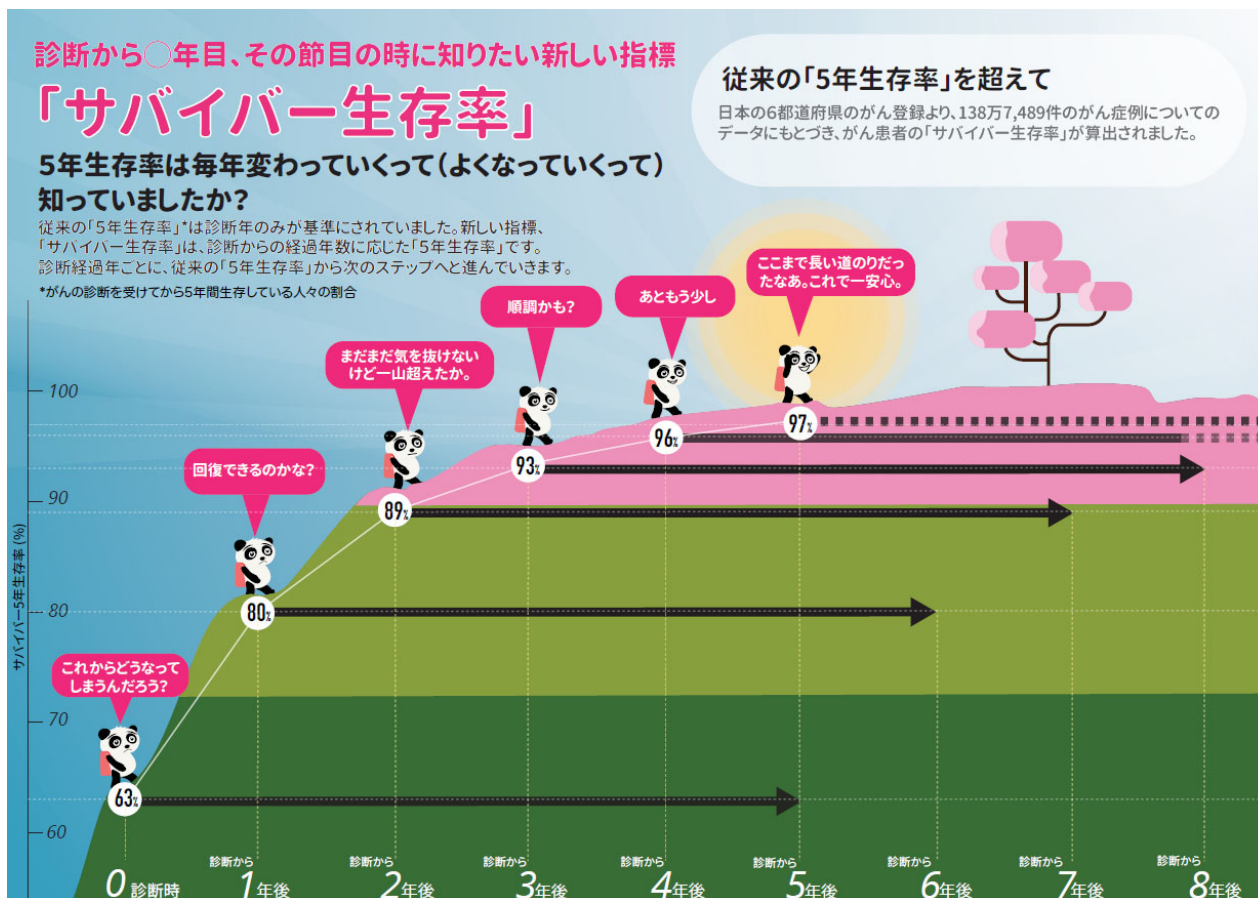 診断から◯年目、その節目の時に知りたい新しい指標
「サバイバー生存率」
5年生存率は毎年変わっていくって(よくなっていくって)
知っていましたか?
従来の「5年生存率」*は診断年のみが基準にされていました。新しい指標、
「サバイバー生存率」は、診断からの経過年数に応じた「5年生存率」です。
診断経過年ごとに、従来の「5年生存率」から次のステップへと進んでいきます。
*がんの診断を受けてから5年間生存している人々の割合
従来の「5年生存率」を超えて
日本の6都道府県のがん登録より、138万7,489件のがん症例についての
データにもとづき、がん患者の「サバイバー生存率」が算出されました。
ここまで長い道のりだっ
たなあ。これで一安心。
あともう少し
順調かも?
まだまだ気を抜けない
けど一山超えたか。
回復できるのかな?
これからどうなって
しまうんだろう?
サバイバー5年生存率(%)
100
90
80
70
60
97%
96%
93%
89%
80%
63%
0 診断時
診断から
1年後
診断から
2年後
診断から
3年後
診断から
4年後
診断から
5年後
診断から
6年後
診断から
7年後
診断から
8年後